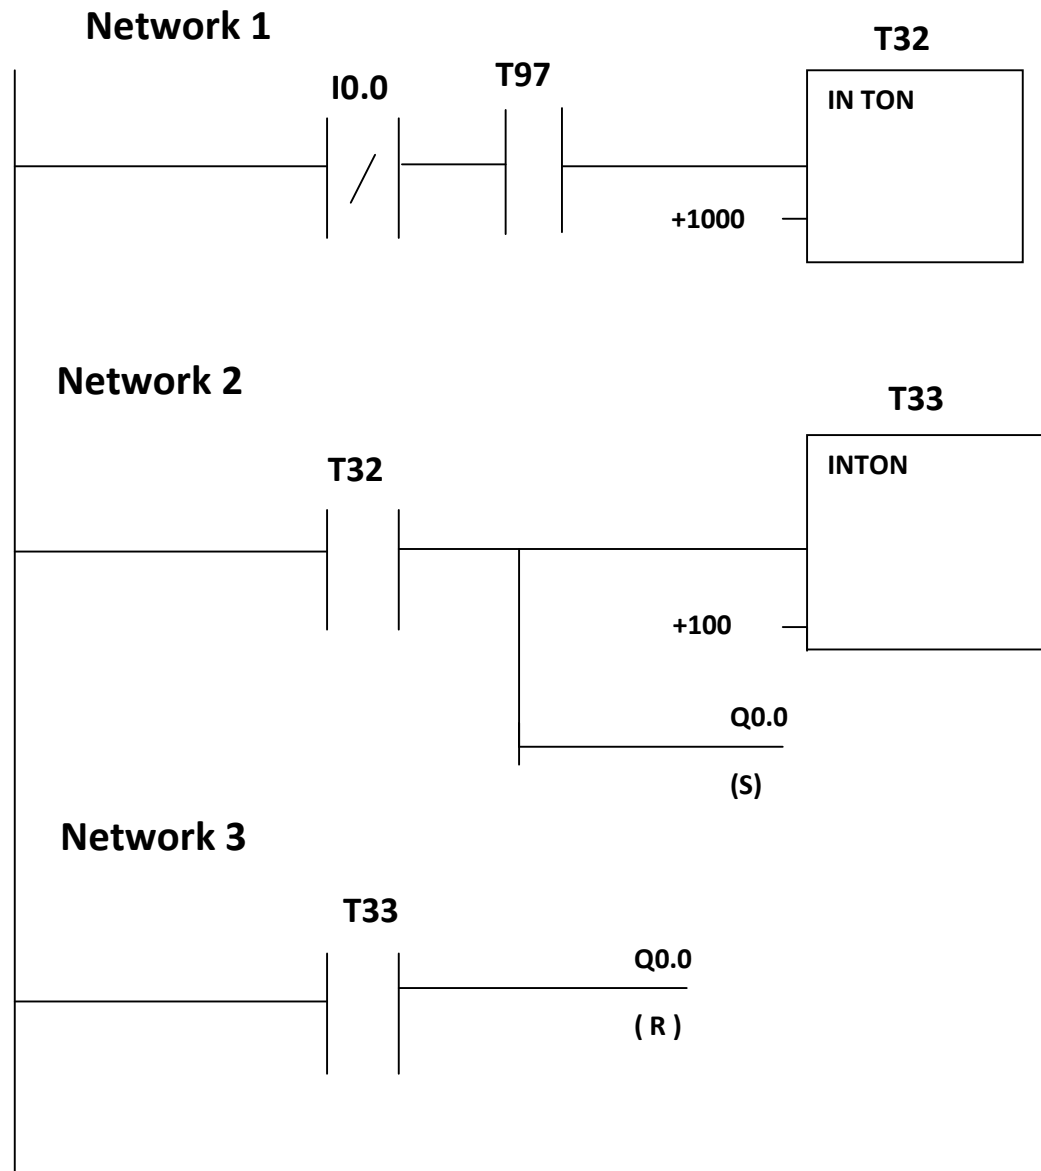 Network 1
I0.0
T97
T32
IN TON
+1000
Network 2
T32
T33
INTON
+100
Q0.0
(S)
Network 3
T33
Q0.0
( R )